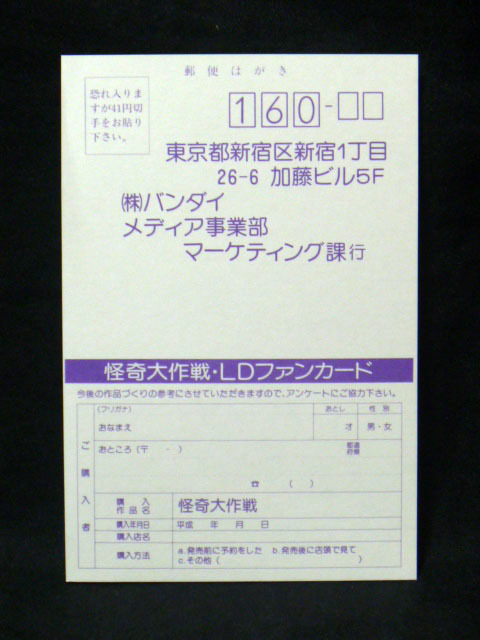 郵便はがき
恐れ入りま
すが41円切
手をお貼り
下さい。
160-
東京都新宿区新宿1丁目
26-6 加藤ビル5F
㈱バンダイ
メディア事業部
マーケティング課行
怪奇大作戦・LDファンカード
今後の作品づくりの参考にさせていただきますので、アンケートにご協力下さい。
ご購入者
(フリガナ) おとし 性別
おなまえ 才 男・女
おところ(〒 - ) 都道府県
☎ ( )
購入作品名 怪奇大作戦
購入年月日 平成 年 月 日
購入店名
購入方法 a.発売前に予約をした b.発売後に店頭で見て
c.その他( )